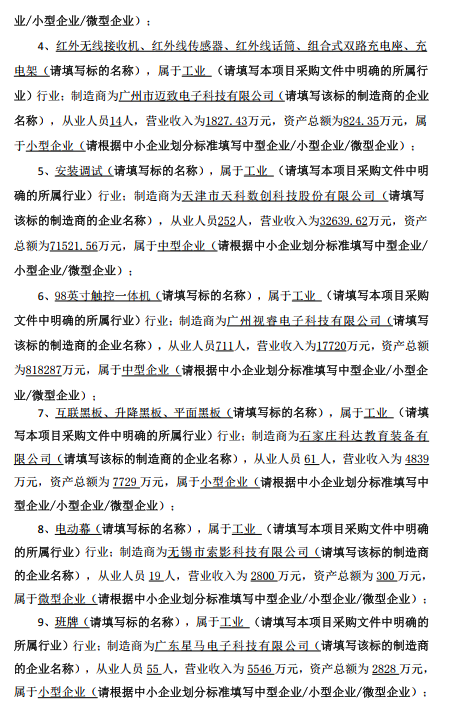 业/小型企业/微型企业）；
4、红外无线接收机、红外线传感器、红外线话筒、组合式双路充电座、充
电架（请填写标的名称），属于工业 （请填写本项目采购文件中明确的所属行
业）行业；制造商为广州市迈致电子科技有限公司（请填写该标的制造商的企业
名称），从业人员14人，营业收入为1827.43万元，资产总额为824.35万元，属
于小型企业（请根据中小企业划分标准填写中型企业/小型企业/微型企业）；
5、安装调试（请填写标的名称），属于工业 （请填写本项目采购文件中明
确的所属行业）行业；制造商为天津市天科数创科技股份有限公司（请填写
该标的制造商的企业名称），从业人员252人，营业收入为32639.62万元，资产
总额为71521.56万元，属于中型企业（请根据中小企业划分标准填写中型企业/
小型企业/微型企业）；
6、98英寸触控一体机（请填写标的名称），属于工业 （请填写本项目采购
文件中明确的所属行业）行业；制造商为广州视睿电子科技有限公司（请填写
该标的制造商的企业名称），从业人员711人，营业收入为17720万元，资产总额
为818287万元，属于中型企业（请根据中小企业划分标准填写中型企业/小型企
业/微型企业）；
7、互联黑板、升降黑板、平面黑板（请填写标的名称），属于工业 （请填
写本项目采购文件中明确的所属行业）行业；制造商为石家庄科达教育装备有
限公司（请填写该标的制造商的企业名称），从业人员 61 人，营业收入为 4839
万元，资产总额为 7729 万元，属于小型企业（请根据中小企业划分标准填写中
型企业/小型企业/微型企业）；
8、电动幕（请填写标的名称），属于工业 （请填写本项目采购文件中明确
的所属行业）行业；制造商为无锡市索影科技有限公司（请填写该标的制造商
的企业名称），从业人员 19 人，营业收入为 2800 万元，资产总额为 300 万元，
属于微型企业（请根据中小企业划分标准填写中型企业/小型企业/微型企业）；
9、班牌（请填写标的名称），属于工业 （请填写本项目采购文件中明确的
所属行业）行业；制造商为广东星马电子科技有限公司（请填写该标的制造商
的企业名称），从业人员 55 人，营业收入为 5546 万元，资产总额为 2828 万元，
属于小型企业（请根据中小企业划分标准填写中型企业/小型企业/微型企业）；